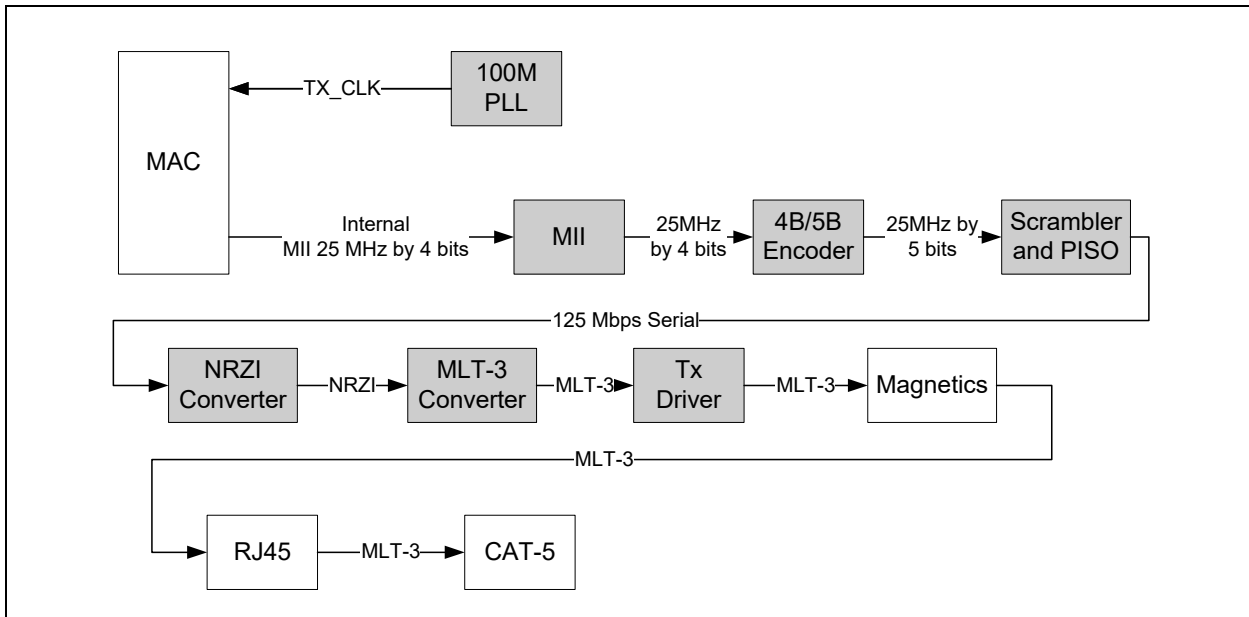 100M
PLL
TX_CLK
MAC
Internal
MII 25 MHz by 4 bits
MII
25MHz
by 4 bits
4B/5B
Encoder
25MHz by
5 bits
Scrambler
and PISO
125 Mbps Serial
NRZI
Converter
NRZI
MLT-3
Converter
MLT-3
Tx
Driver
MLT-3
Magnetics
MLT-3
RJ45
MLT-3
CAT-5